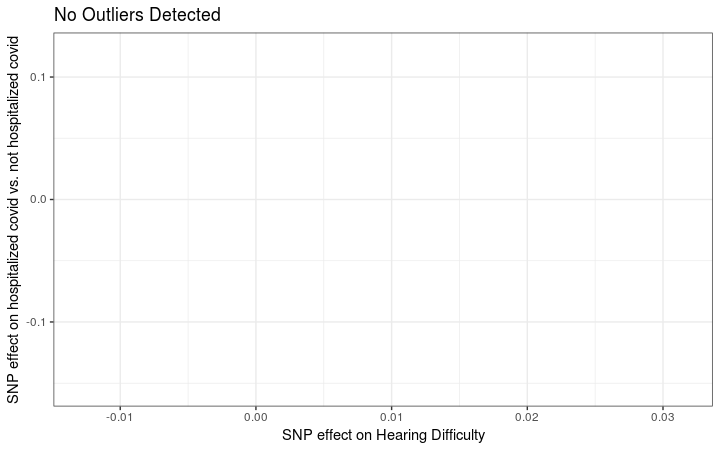 No Outliers Detected
SNP effect on hospitalized covid vs. not hospitalized covid
0.1
0.0
-0.1
-0.01
0.00
0.01
0.02
0.03
SNP effect on Hearing Difficulty